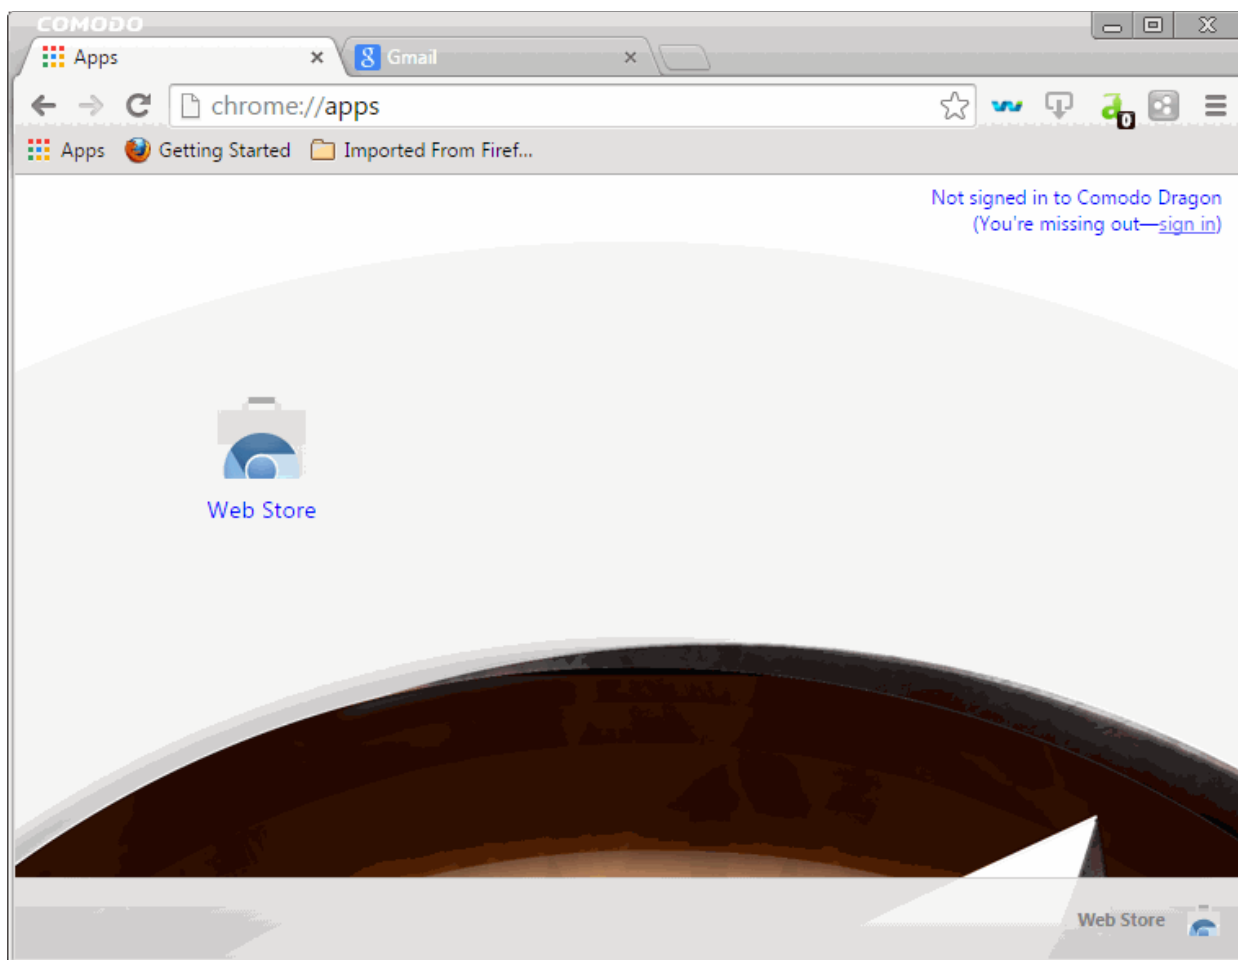 COMODO
Apps
Gmail
chrome://apps
0
Apps Getting Started Imported From Firef...
Not signed in to Comodo Dragon
(You're missing out—sign in)
Web Store
Web Store